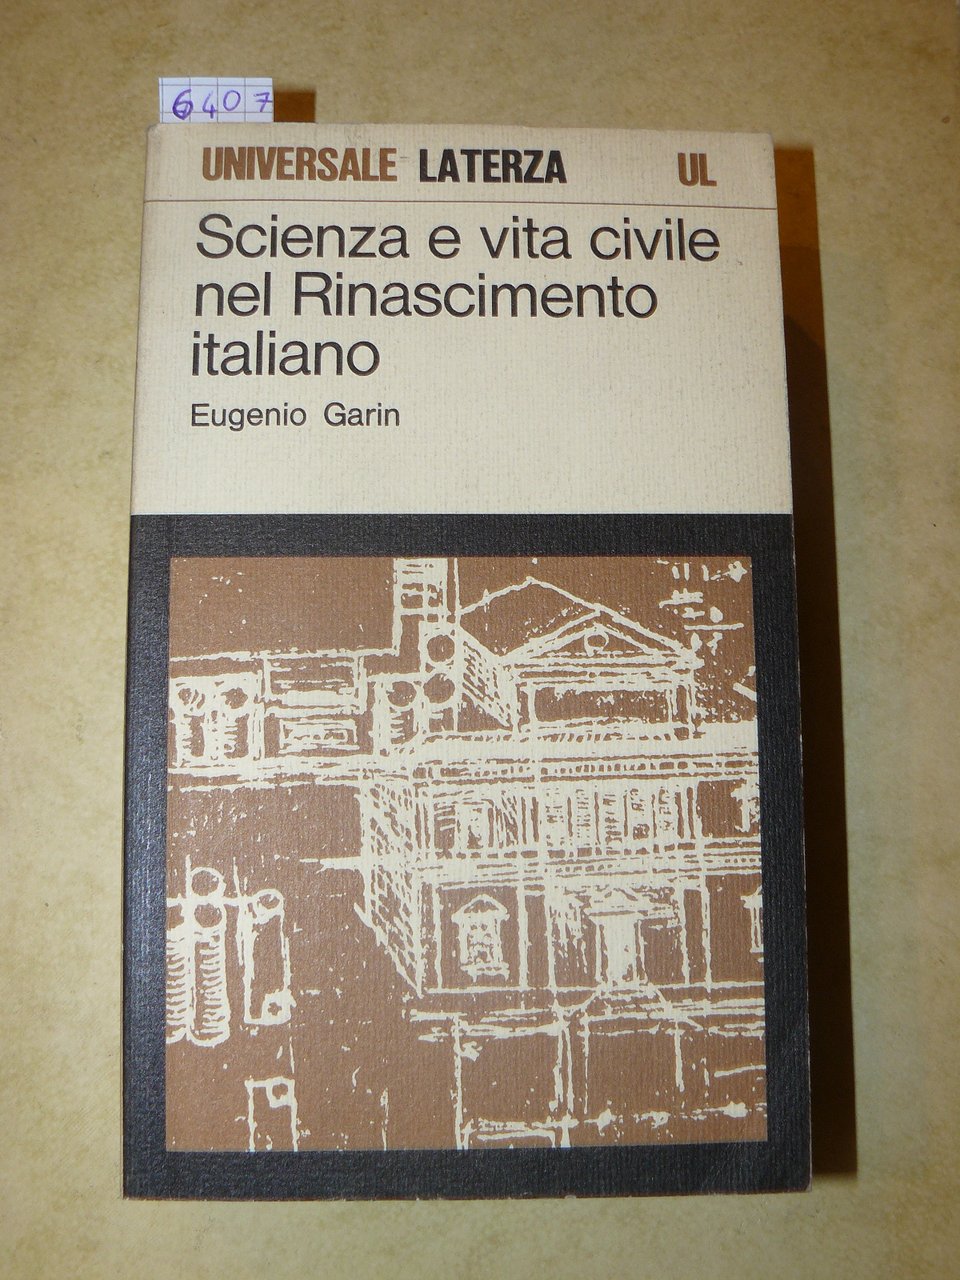 6407
UNIVERSALE LATERZA UL
Scienza e vita civile
nel Rinascimento
italiano
Eugenio Garin